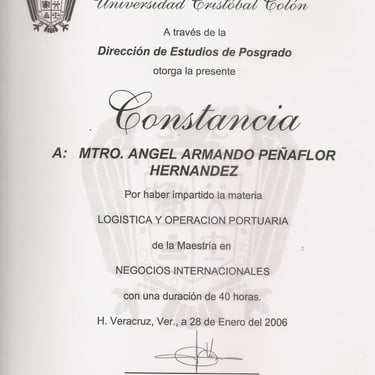 Universidad Cristóbal Colón
A través de la
Dirección de Estudios de Posgrado
otorga la presente
Constancia
A: MTRO. ANGEL ARMANDO PEÑAFLOR
HERNANDEZ
Por haber impartido la materia
LOGISTICA Y OPERACION PORTUARIA
de la Maestría en
NEGOCIOS INTERNACIONALES
con una duración de 40 horas.
H. Veracruz, Ver., a 28 de Enero del 2006